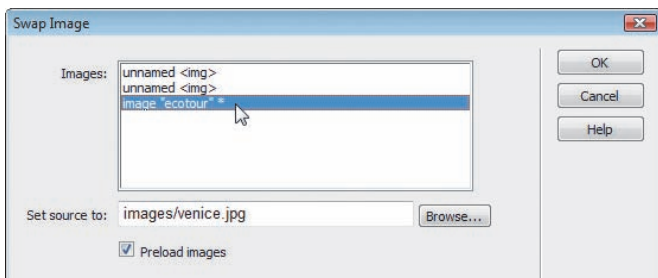 Swap Image
Images:
unnamed <img>
unnamed <img>
image "ecotour" *
OK
Cancel
Help
Set source to:
images/venice.jpg
Browse...
Preload images